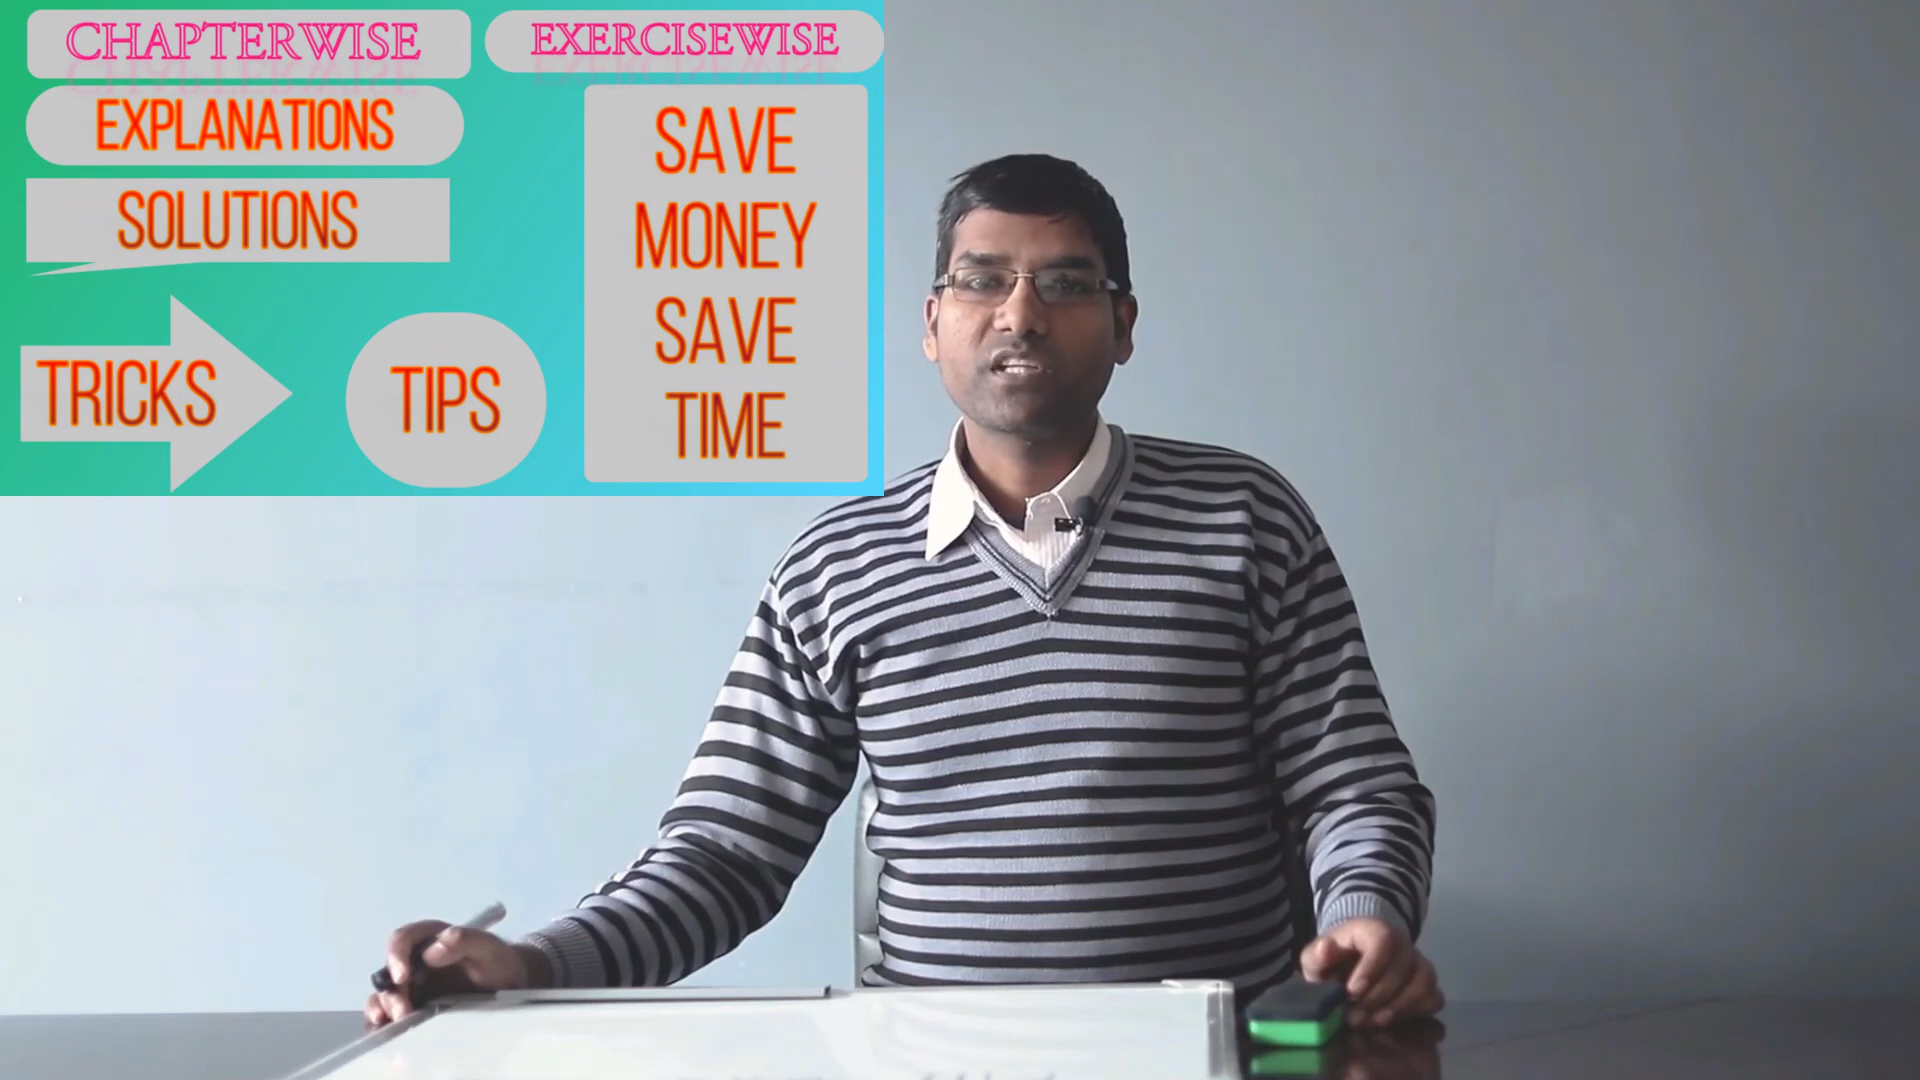 CHAPTERWISE
EXERCISEWISE
EXPLANATIONS
SOLUTIONS
TRICKS
TIPS
SAVE
MONEY
SAVE
TIME